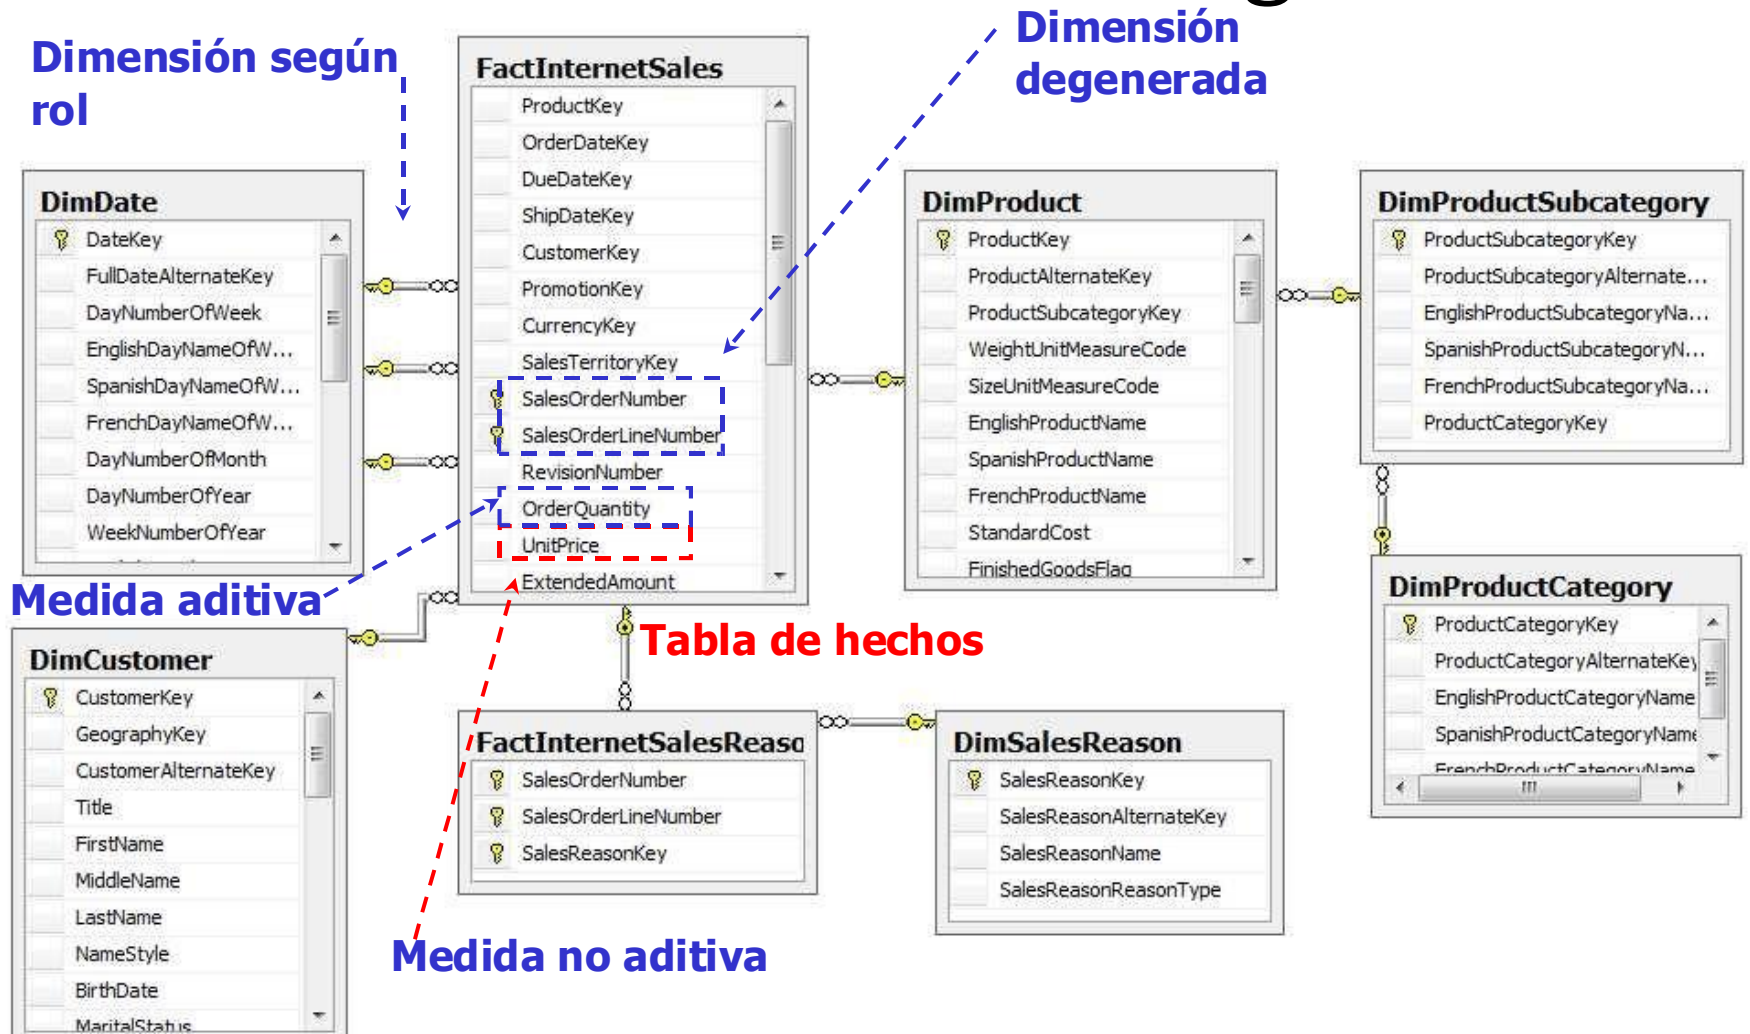 Dimensión según
rol
Dimensión
degenerada
FactInternetSales
ProductKey
OrderDateKey
DueDateKey
ShipDateKey
CustomerKey
PromotionKey
CurrencyKey
SalesTerritoryKey
SalesOrderNumber
SalesOrderLineNumber
RevisionNumber
OrderQuantity
UnitPrice
ExtendedAmount
DimDate
DateKey
FullDateAlternateKey
DayNumberOfWeek
EnglishDayNameOfW...
SpanishDayNameOfW...
FrenchDayNameOfW...
DayNumberOfMonth
DayNumberOfYear
WeekNumberOfYear
DimProduct
ProductKey
ProductAlternateKey
ProductSubcategoryKey
WeightUnitMeasureCode
SizeUnitMeasureCode
EnglishProductName
SpanishProductName
FrenchProductName
StandardCost
FinishedGoodsFlag
DimProductSubcategory
ProductSubcategoryKey
ProductSubcategoryAlternate...
EnglishProductSubcategoryNa...
SpanishProductSubcategoryN...
FrenchProductSubcategoryNa...
ProductCategoryKey
Medida aditiva
Tabla de hechos
DimProductCategory
ProductCategoryKey
ProductCategoryAlternateKey
EnglishProductCategoryName
SpanishProductCategoryName
FrenchProductCategoryName
DimCustomer
CustomerKey
GeographyKey
CustomerAlternateKey
Title
FirstName
MiddleName
LastName
NameStyle
BirthDate
MaritalStatus
FactInternetSalesReaso
SalesOrderNumber
SalesOrderLineNumber
SalesReasonKey
DimSalesReason
SalesReasonKey
SalesReasonAlternateKey
SalesReasonName
SalesReasonReasonType
Medida no aditiva